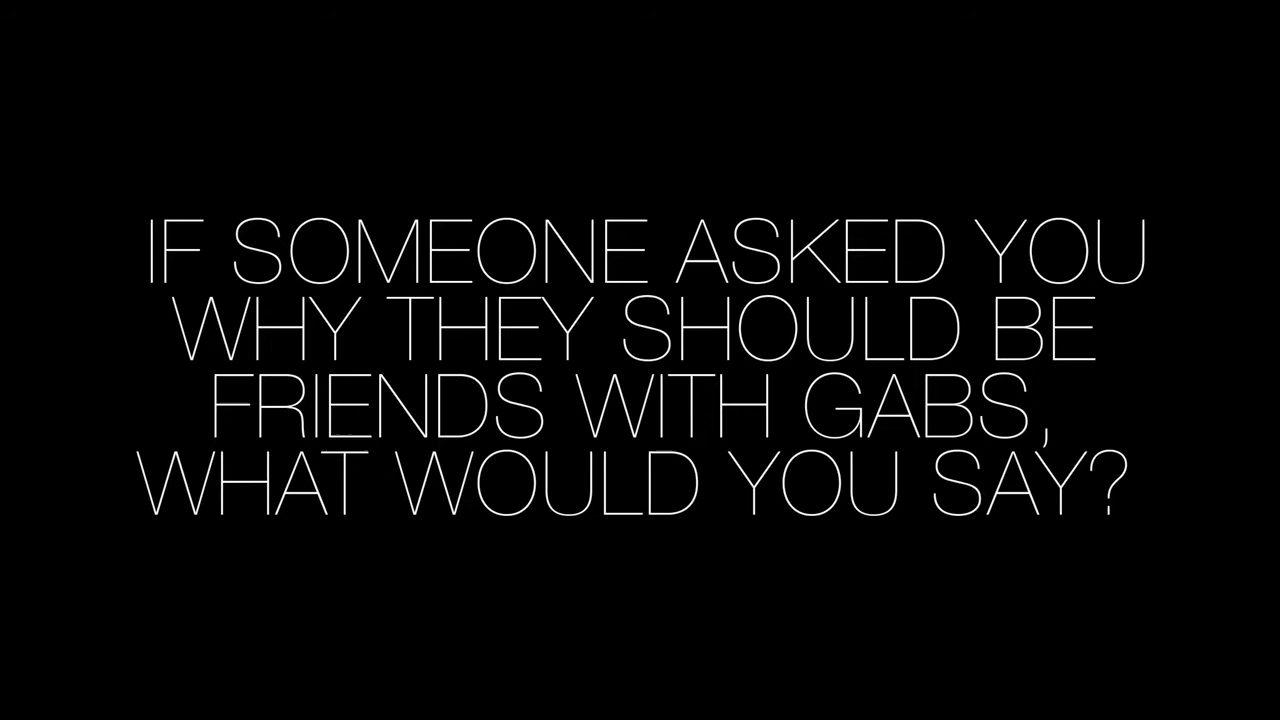 IF SOMEONE ASKED YOU
WHY THEY SHOULD BE
FRIENDS WITH GABS,
WHAT WOULD YOU SAY?